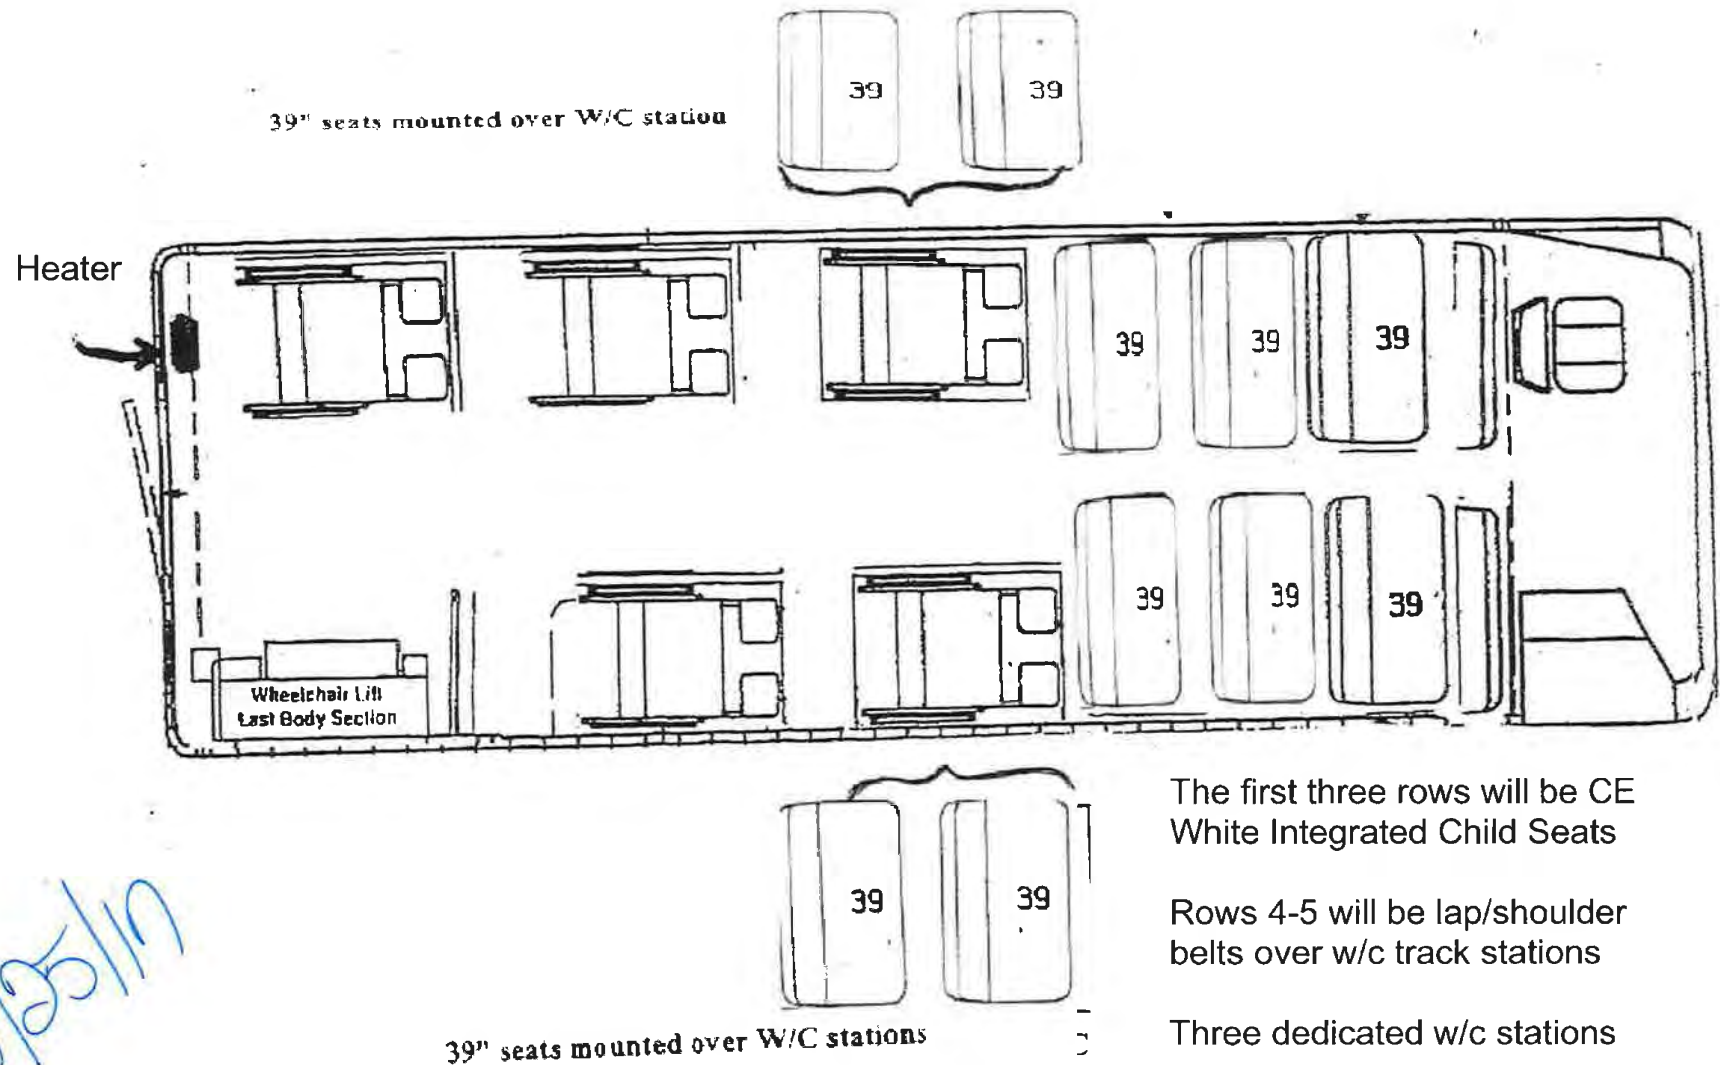 39 39
39" seats mounted over W/C station
Heater
39 39 39
39 39 39
Wheelchair Lift
Last Body Section
The first three rows will be CE
White Integrated Child Seats
39 39
Rows 4-5 will be lap/shoulder
belts over w/c track stations
39" seats mounted over W/C stations
Three dedicated w/c stations
25/17